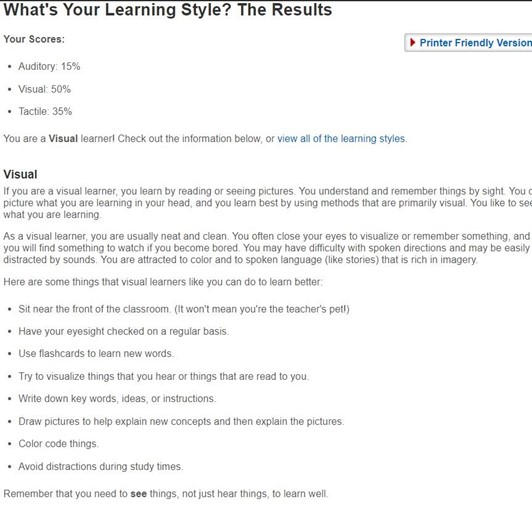 What's Your Learning Style? The Results
Your Scores:
Printer Friendly Version
Auditory: 15%
Visual: 50%
Tactile: 35%
You are a Visual learner! Check out the information below, or view all of the learning styles.
Visual
If you are a visual learner, you learn by reading or seeing pictures. You understand and remember things by sight. You
picture what you are learning in your head, and you learn best by using methods that are primarily visual. You like to see
what you are learning.
As a visual learner, you are usually neat and clean. You often close your eyes to visualize or remember something, and
you will find something to watch if you become bored. You may have difficulty with spoken directions and may be easily
distracted by sounds. You are attracted to color and to spoken language (like stories) that is rich in imagery.
Here are some things that visual learners like you can do to learn better:
Sit near the front of the classroom. (It won't mean you're the teacher's pet!)
Have your eyesight checked on a regular basis.
Use flashcards to learn new words.
Try to visualize things that you hear or things that are read to you.
Write down key words, ideas, or instructions.
Draw pictures to help explain new concepts and then explain the pictures.
Color code things.
Avoid distractions during study times.
Remember that you need to see things, not just hear things, to learn well.